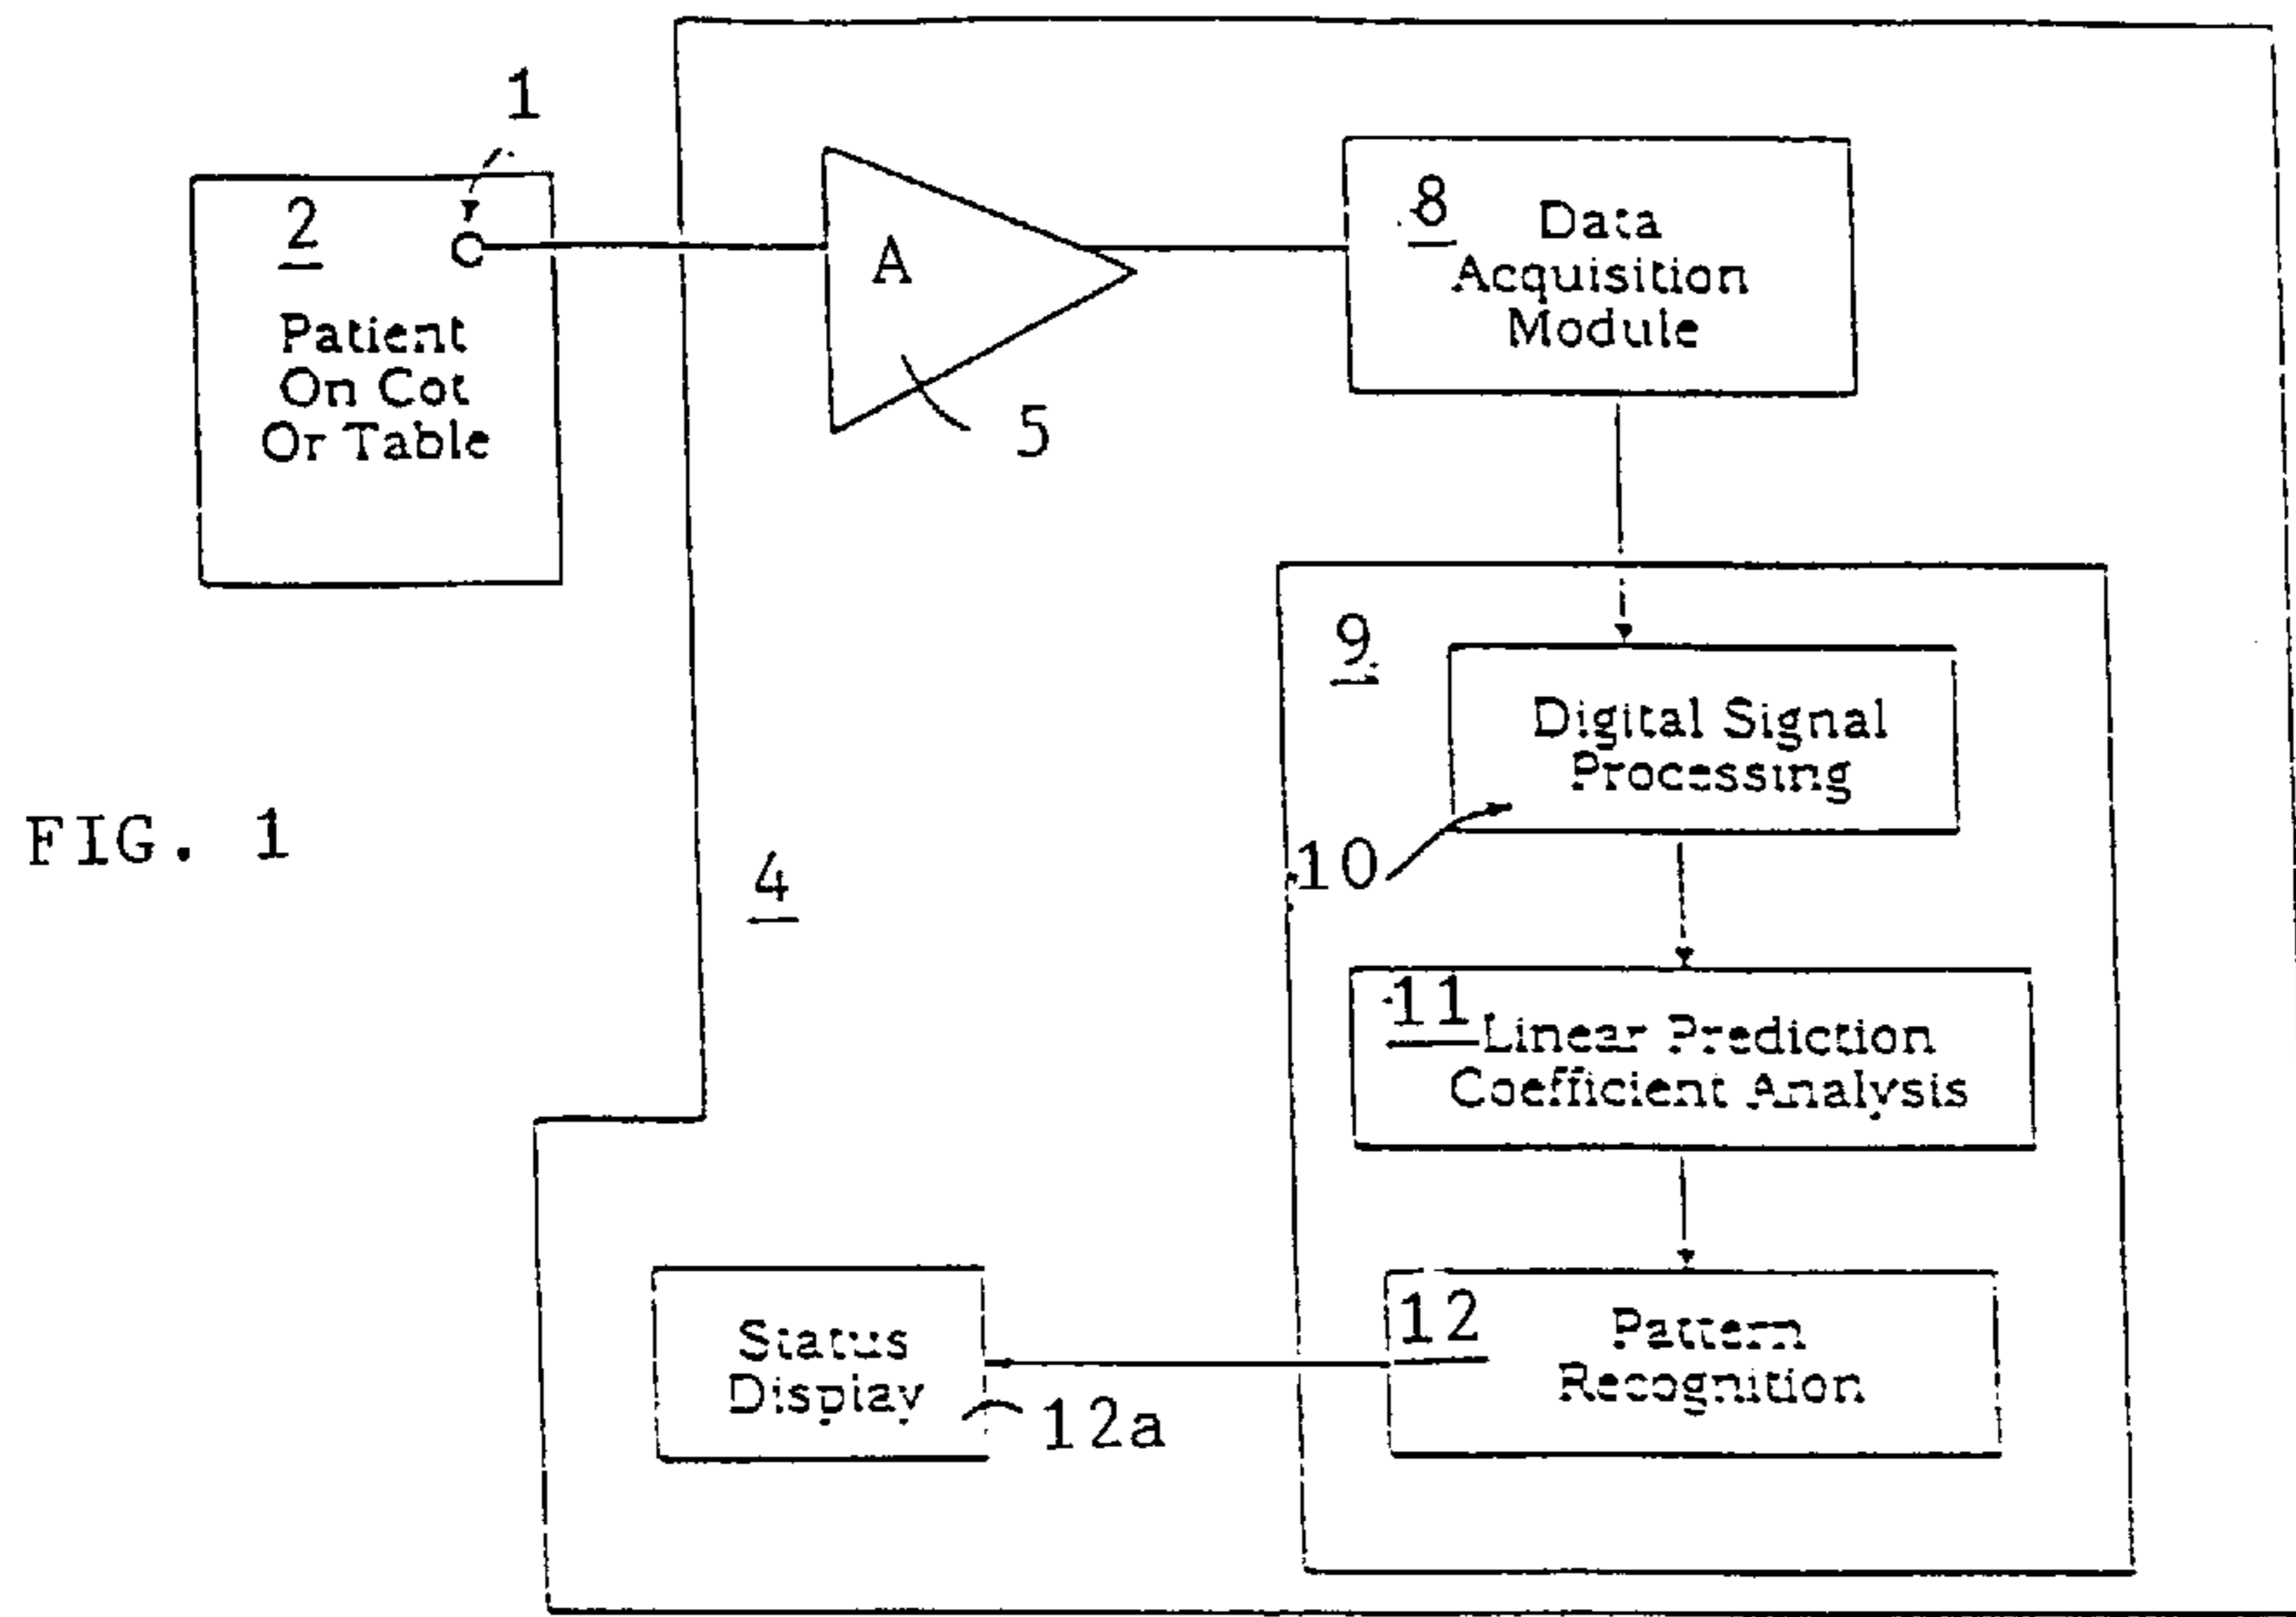 1
2
Patient
On Cot
Or Table
A
5
8
Data
Acquisition
Module
9
Digital Signal
Processing
10
FIG. 1
4
11
Linear Prediction
Coefficient Analysis
12
Pattern
Recognition
Status
Display
12a